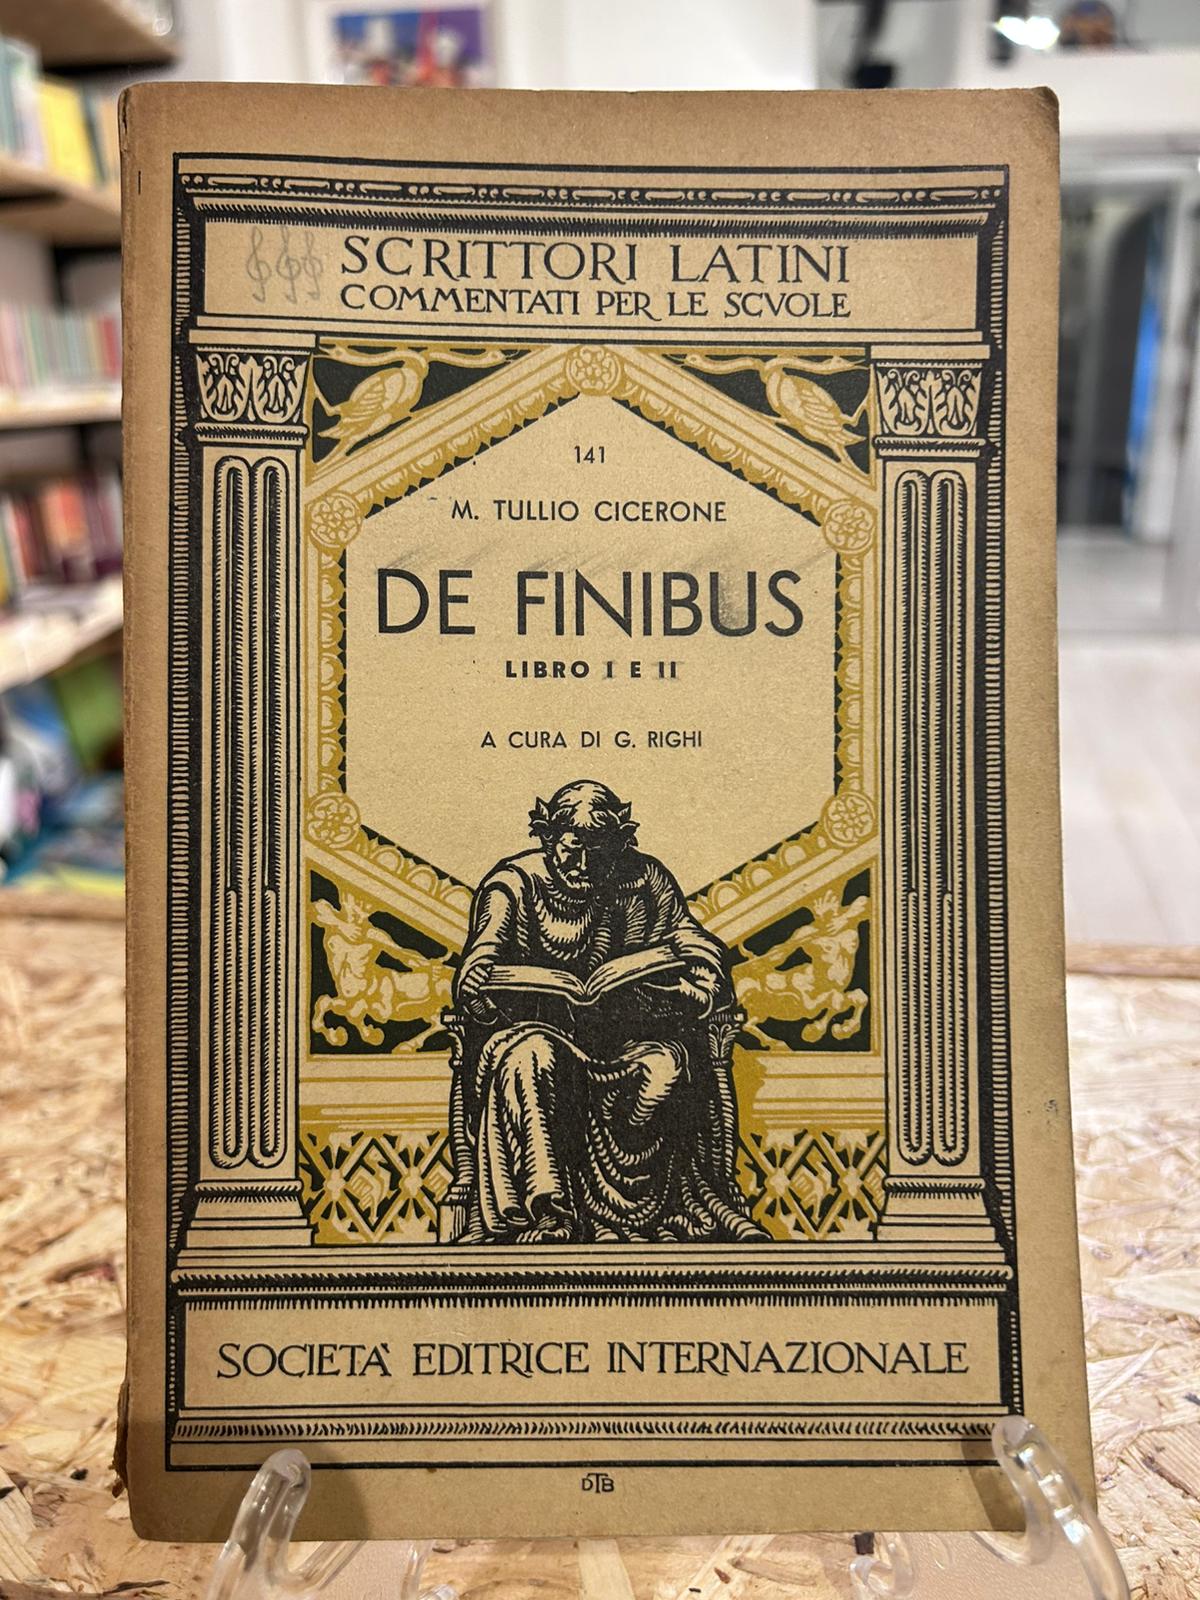 SCRITTORI LATINI
COMMENTATI PER LE SCVOLE
141
M. TULLIO CICERONE
DE FINIBUS
LIBRO I E II
A CURA DI G. RIGHI
SOCIETA' EDITRICE INTERNAZIONALE
DTB